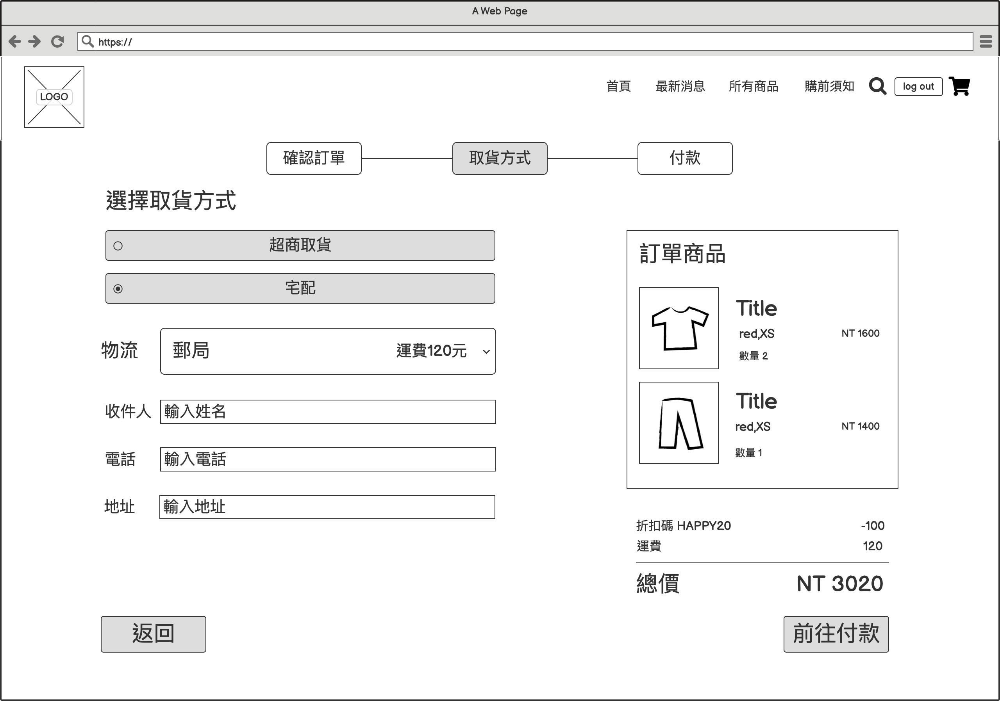 A Web Page
https://
LOGO
首頁 最新消息 所有商品 購前須知 log out
確認訂單 取貨方式 付款
選擇取貨方式
超商取貨
宅配
物流 郵局 運費120元
收件人 輸入姓名
電話 輸入電話
地址 輸入地址
訂單商品
Title
red,XS NT 1600
數量 2
Title
red,XS NT 1400
數量 1
折扣碼 HAPPY20 -100
運費 120
總價 NT 3020
返回 前往付款